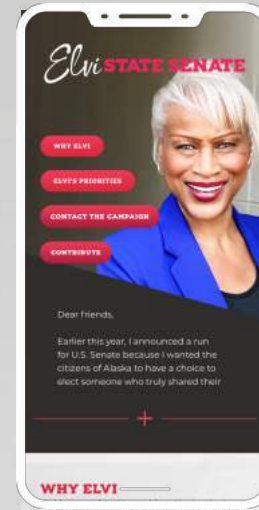 Elvi STATE SENATE
WHY ELVI
ELVI'S PRIORITIES
CONTACT THE CAMPAIGN
CONTRIBUTE
Dear friends,
Earlier this year, I announced a run
for U.S. Senate because I wanted the
citizens of Alaska to have a choice to
elect someone who truly shared their
WHY ELVI